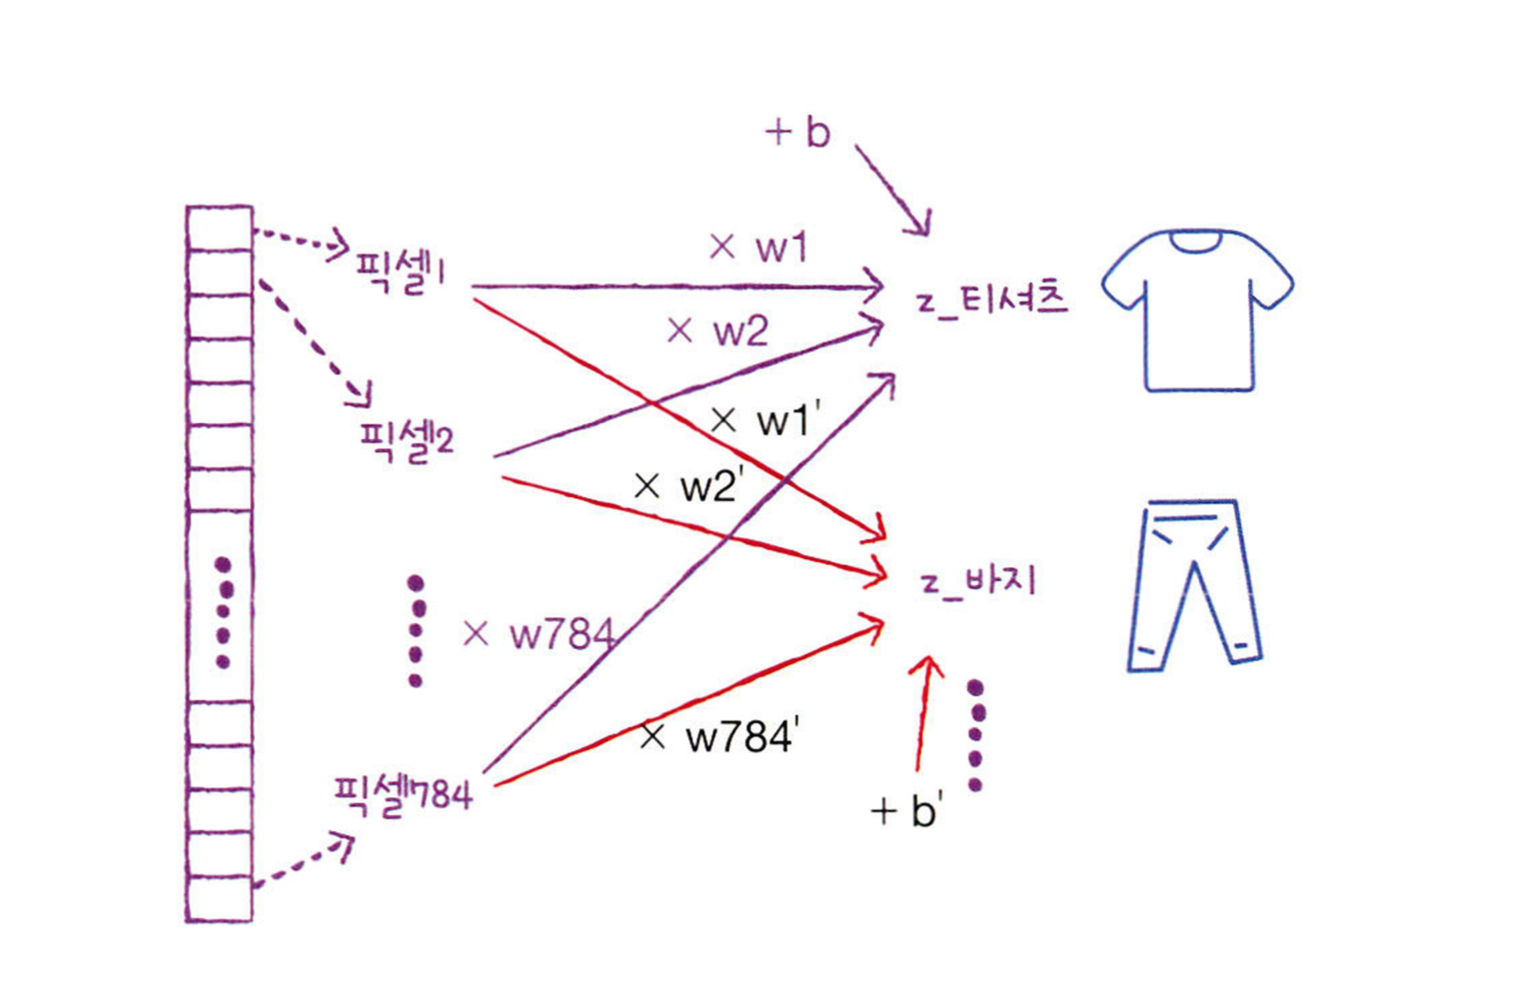 + b
× w1
픽셀1
z_티셔츠
× w2
× w1'
픽셀2
× w2'
z_바지
× w784
× w784'
픽셀784
+ b'